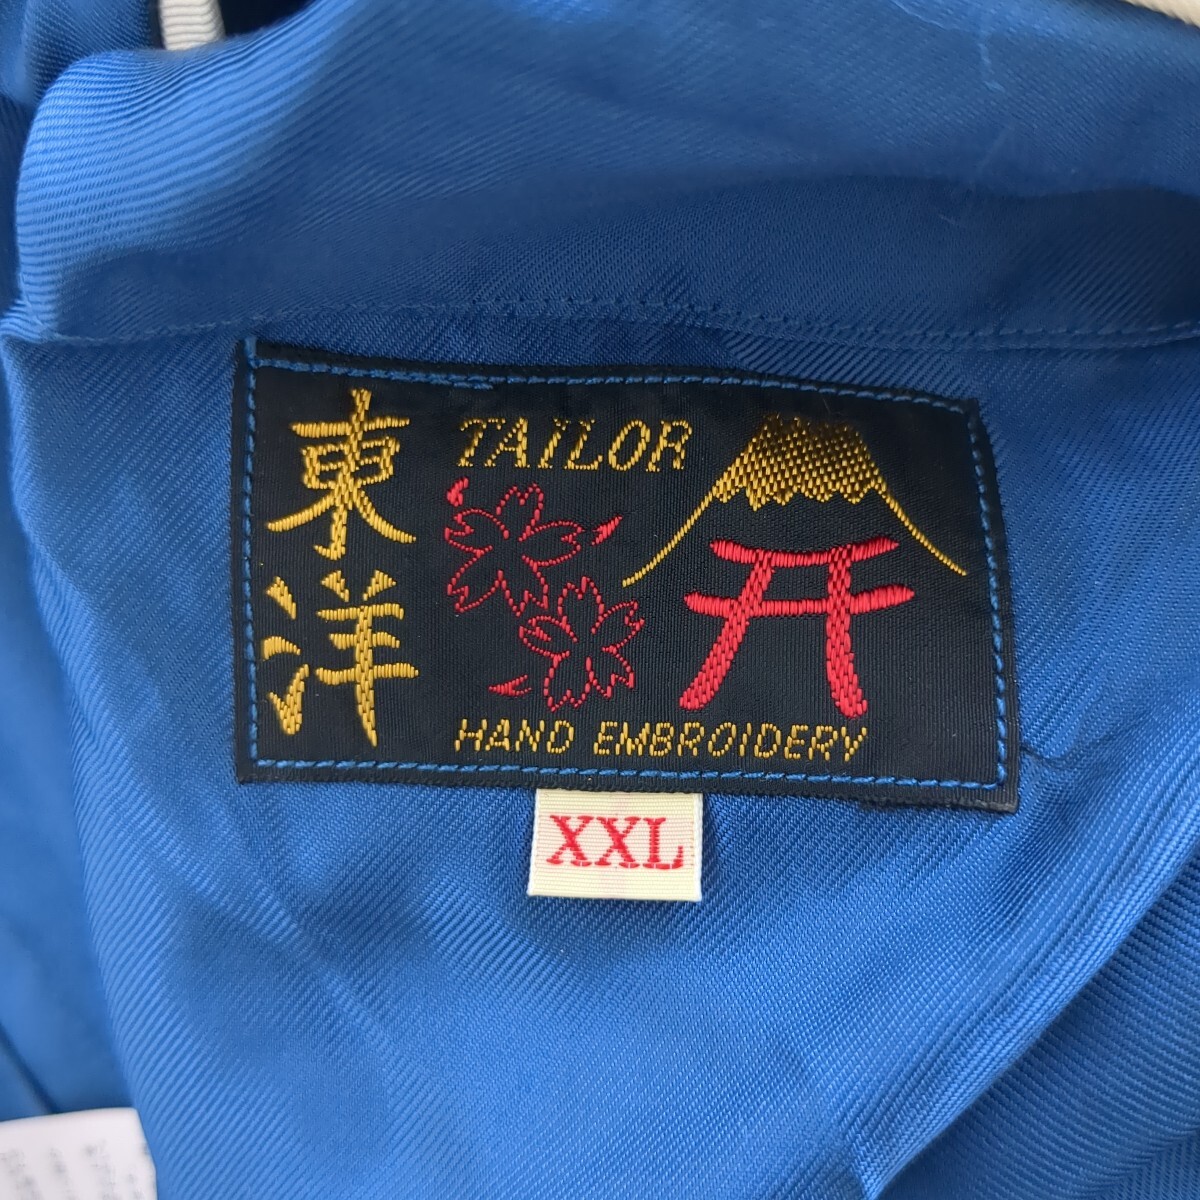 東洋
TAILOR
HAND EMBROIDERY
XXL